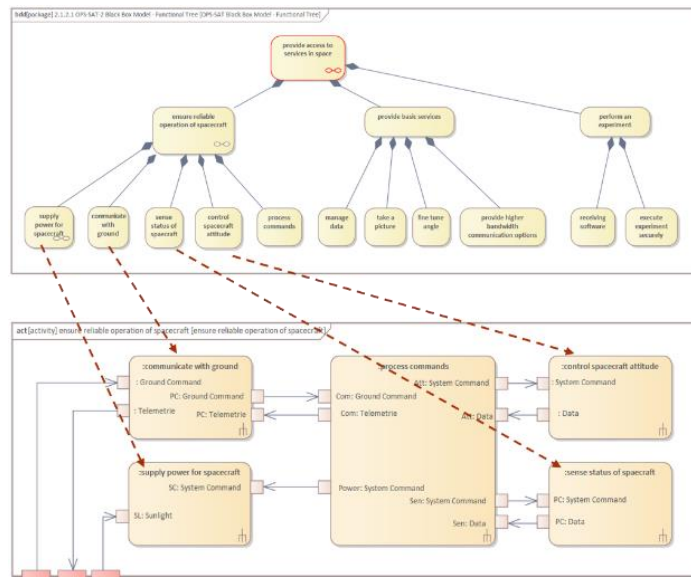 bdd[package] 2.1.2.1 OPS-SAT-2 Black Box Model - Functional Tree [OPS-SAT Black Box Model - Functional Tree]
provide access to
services in space
ensure reliable
operation of spacecraft
provide basic services
perform an
experiment
supply
power for
spacecraft
communicate
with
ground
sense
status of
spaecraft
control
spacecraft
attitude
process
commands
manage
data
take a
picture
fine tune
angle
provide higher
bandwidth
communication options
receiving
software
execute
experiment
securely
act[activity] ensure reliable operation of spacecraft [ensure reliable operation of spacecraft]
:communicate with ground
: Ground Command
PC: Ground Command
: Telemetrie
PC: Telemetrie
:process commands
Att: System Command
Com: Ground Command
Com: Telemetrie
Att: Data
Power: System Command
Sen: System Command
Sen: Data
:control spacecraft attitude
: System Command
: Data
:supply power for spacecraft
SC: System Command
SL: Sunlight
:sense status of spaecraft
PC: System Command
PC: Data